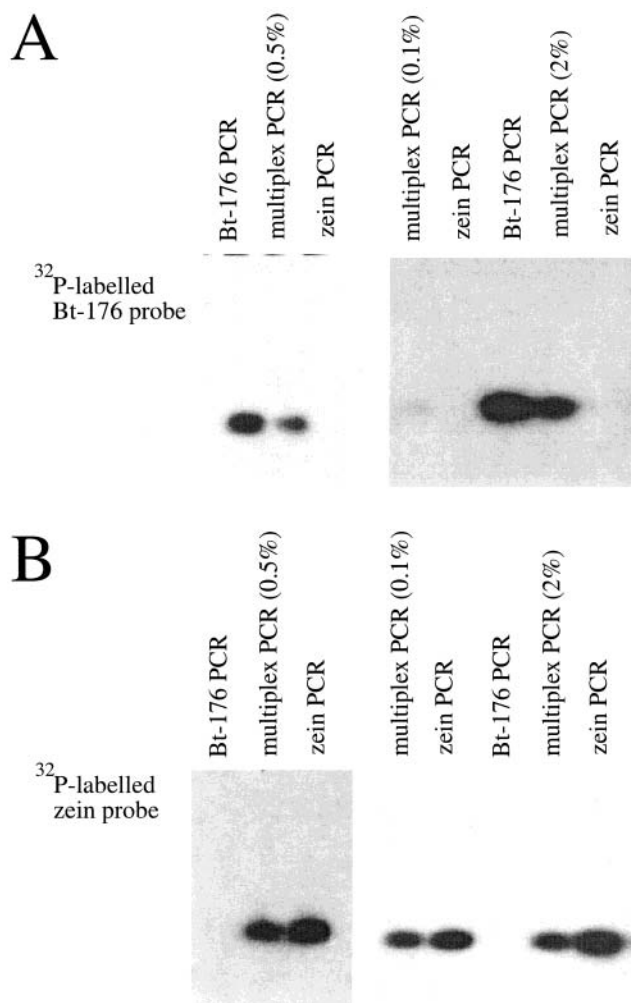 A
Bt-176 PCR
multiplex PCR (0.5%)
zein PCR
multiplex PCR (0.1%)
zein PCR
Bt-176 PCR
multiplex PCR (2%)
zein PCR
32P-labelled
Bt-176 probe
B
Bt-176 PCR
multiplex PCR (0.5%)
zein PCR
multiplex PCR (0.1%)
zein PCR
Bt-176 PCR
multiplex PCR (2%)
zein PCR
32P-labelled
zein probe